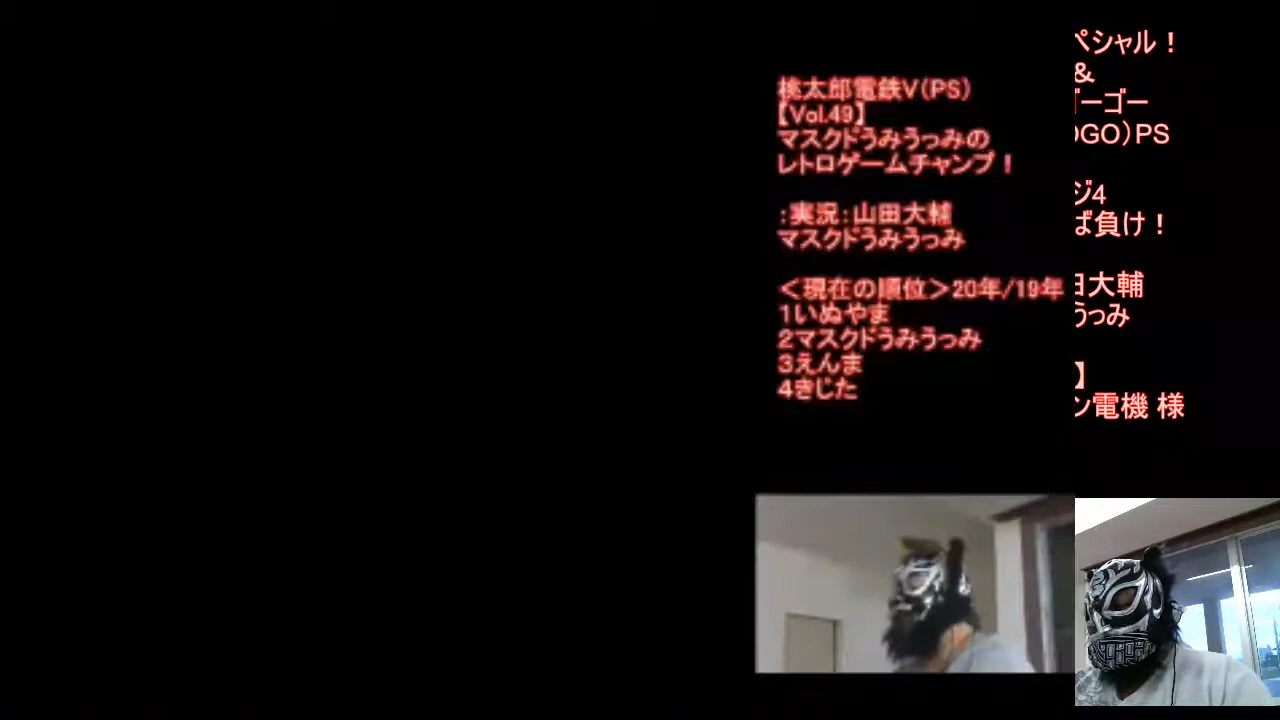 桃太郎電鉄V(PS)
【Vol.49】
マスクドうみうっみの
レトロゲームチャンプ！
:実況:山田大輔
マスクドうみうっみ
＜現在の順位＞20年/19年
1いぬやま
2マスクドうみうっみ
3えんま
4きじた
ペシャル！
&
ゴーゴー
OGO)PS
ジ4
ば負け！
田大輔
うっみ
】
ン電機 様